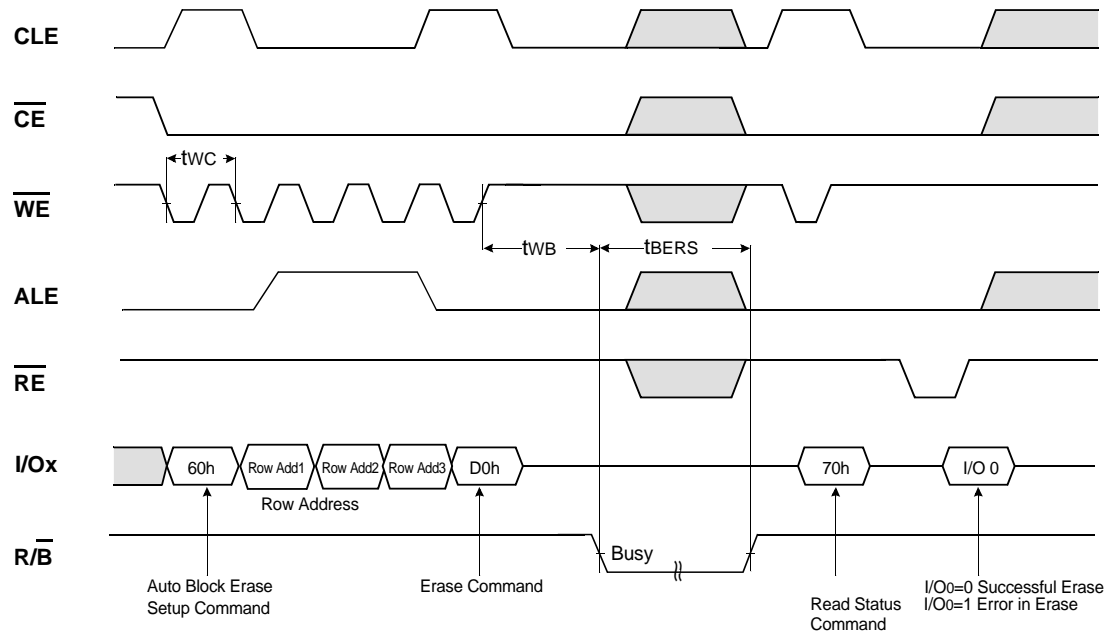 CLE
CE
tWC
WE
tWB
tBERS
ALE
RE
I/Ox
60h
Row Add1
Row Add2
Row Add3
D0h
70h
I/O 0
Row Address
R/B
Busy
Auto Block Erase
Setup Command
Erase Command
Read Status
Command
I/O0=0 Successful Erase
I/O0=1 Error in Erase